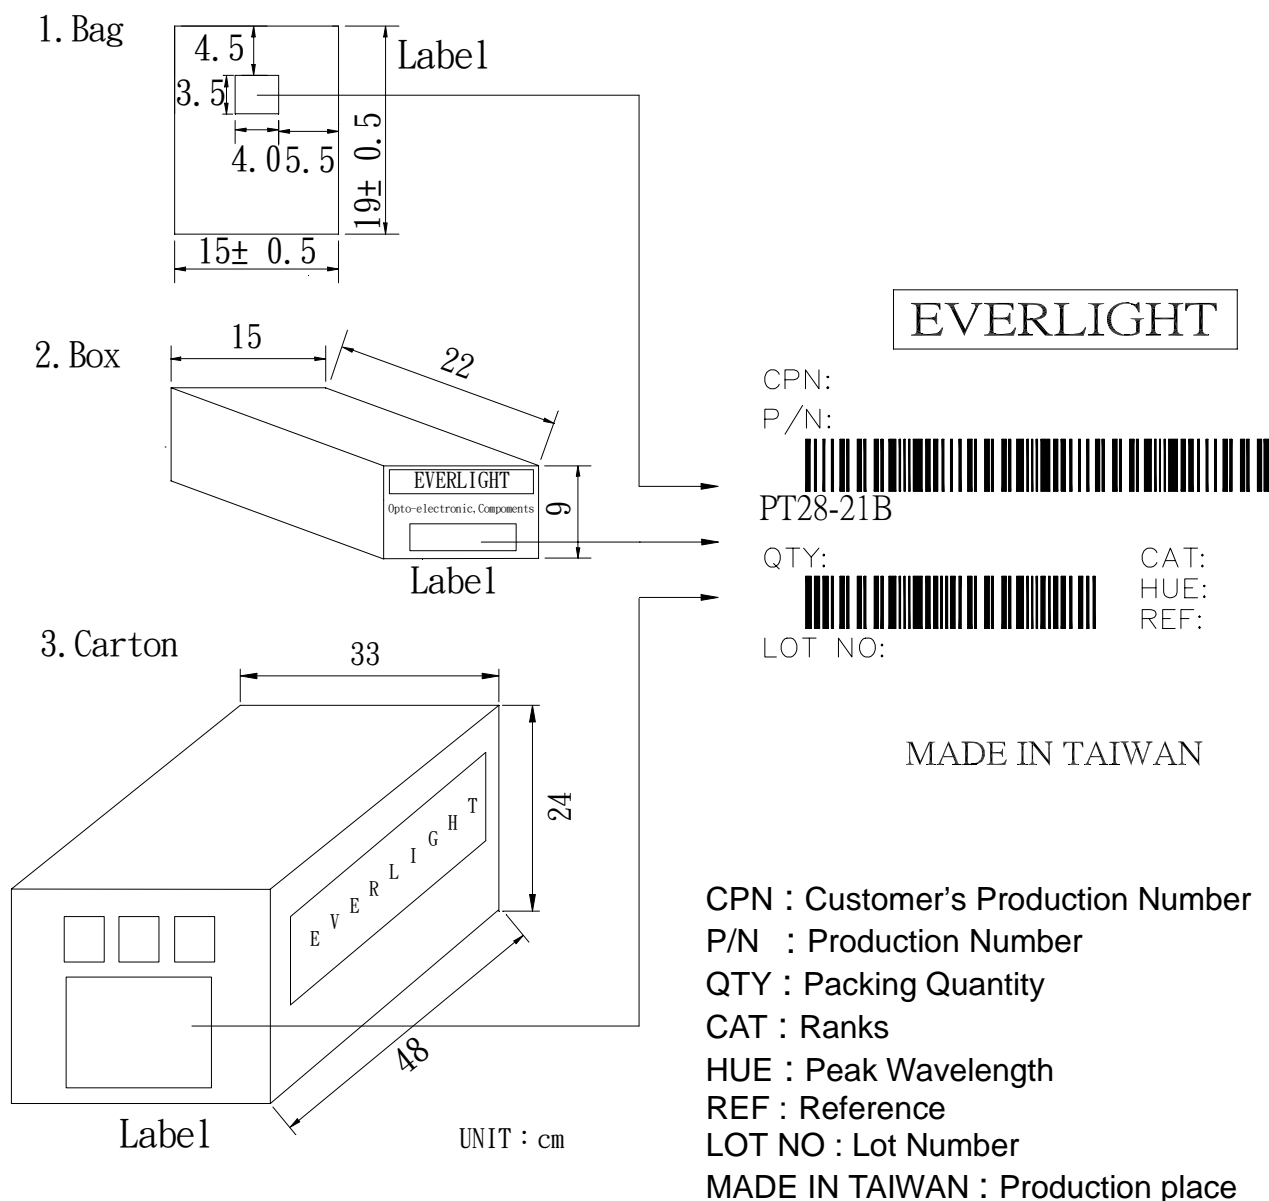 1. Bag
4.5
Label
3.5
4.0
5.5
19± 0.5
15± 0.5
2. Box
15
22
EVERLIGHT
Opto-electronic, Compoments
9
Label
3. Carton
33
24
EVERLIGHT
48
Label
UNIT：cm
EVERLIGHT
CPN:
P/N:
PT28-21B
QTY:
CAT:
HUE:
REF:
LOT NO:
MADE IN TAIWAN
CPN：Customer's Production Number
P/N ：Production Number
QTY：Packing Quantity
CAT：Ranks
HUE：Peak Wavelength
REF : Reference
LOT NO : Lot Number
MADE IN TAIWAN：Production place